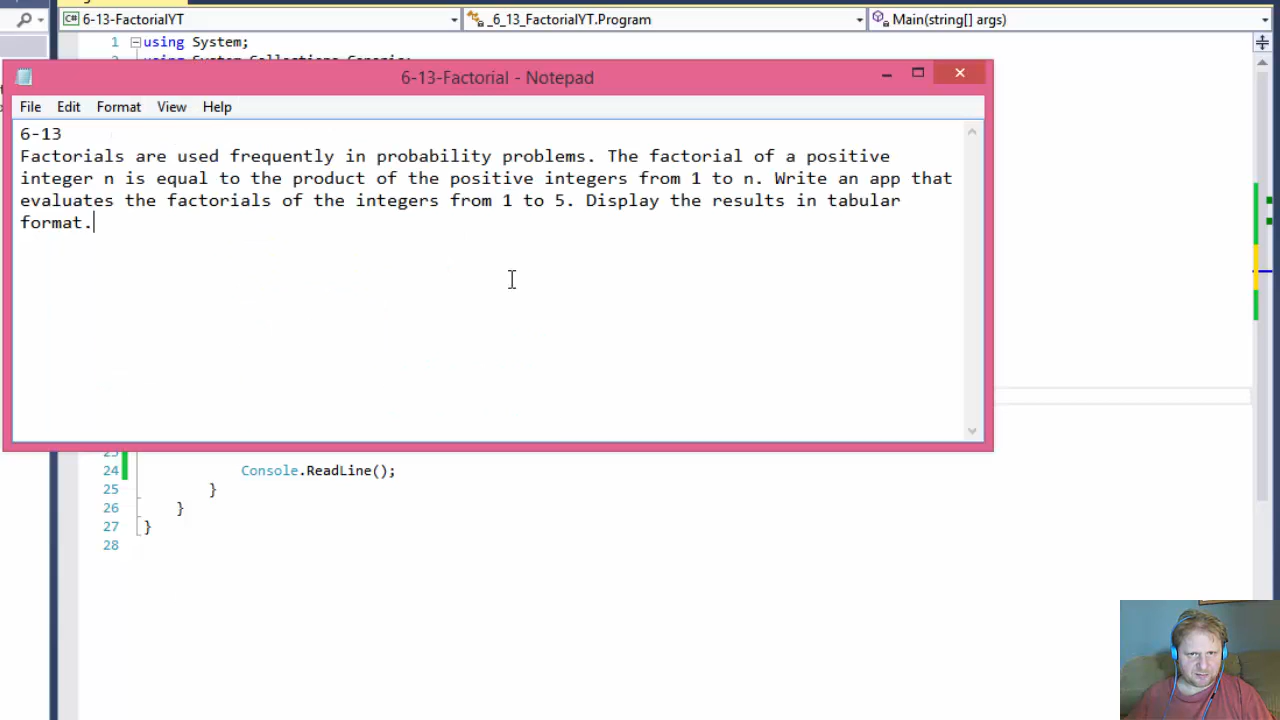 6-13-FactorialYT
_6_13_FactorialYT.Program
Main(string[] args)
1 using System;
6-13-Factorial - Notepad
File Edit Format View Help
6-13
Factorials are used frequently in probability problems. The factorial of a positive
integer n is equal to the product of the positive integers from 1 to n. Write an app that
evaluates the factorials of the integers from 1 to 5. Display the results in tabular
format.
24 Console.ReadLine();
25 }
26 }
27 }
28